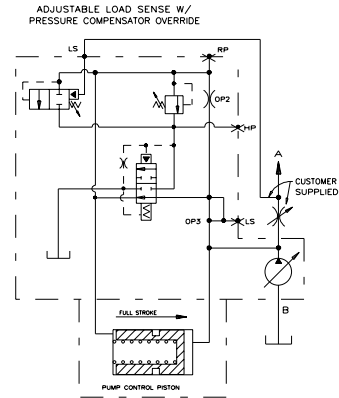 ADJUSTABLE LOAD SENSE W/
PRESSURE COMPENSATOR OVERRIDE
LS
RP
OP2
HP
A
CUSTOMER
SUPPLIED
OP3
LS
B
FULL STROKE
PUMP CONTROL PISTON